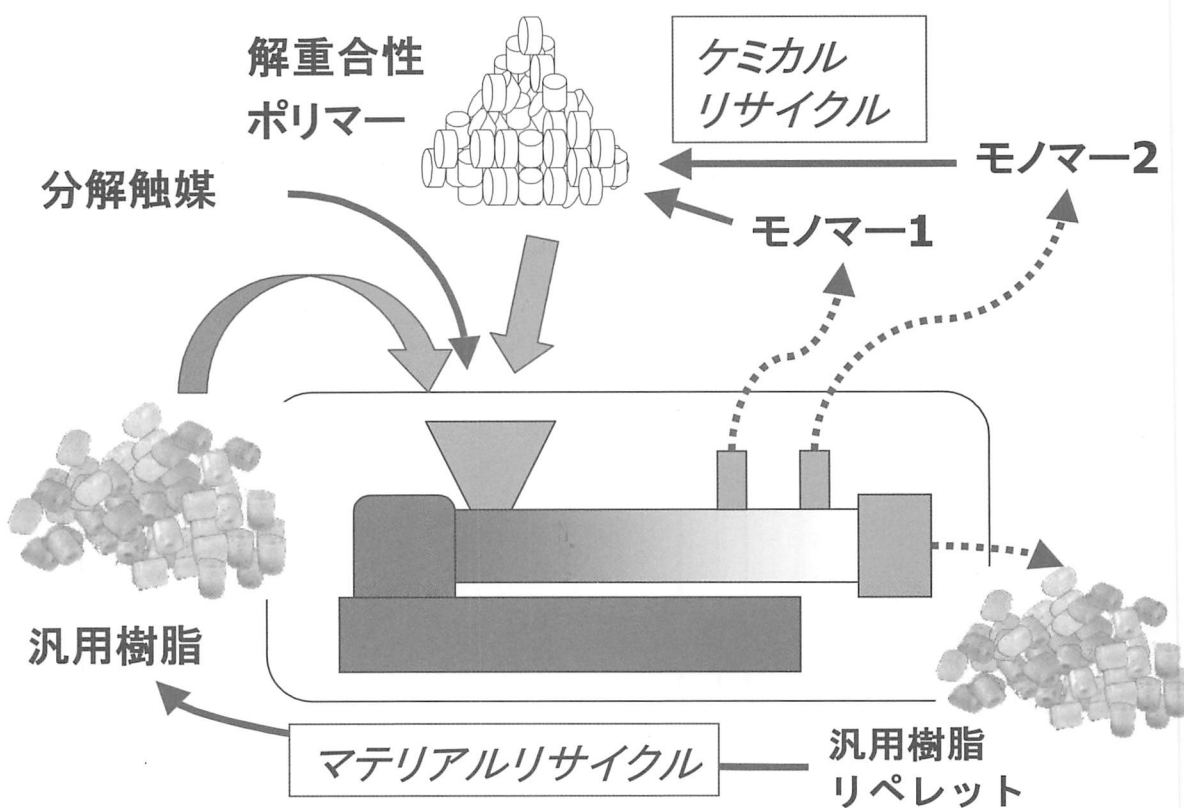 解重合性
ポリマー
ケミカル
リサイクル
分解触媒
モノマー2
モノマー1
汎用樹脂
マテリアルリサイクル
汎用樹脂
リペレット